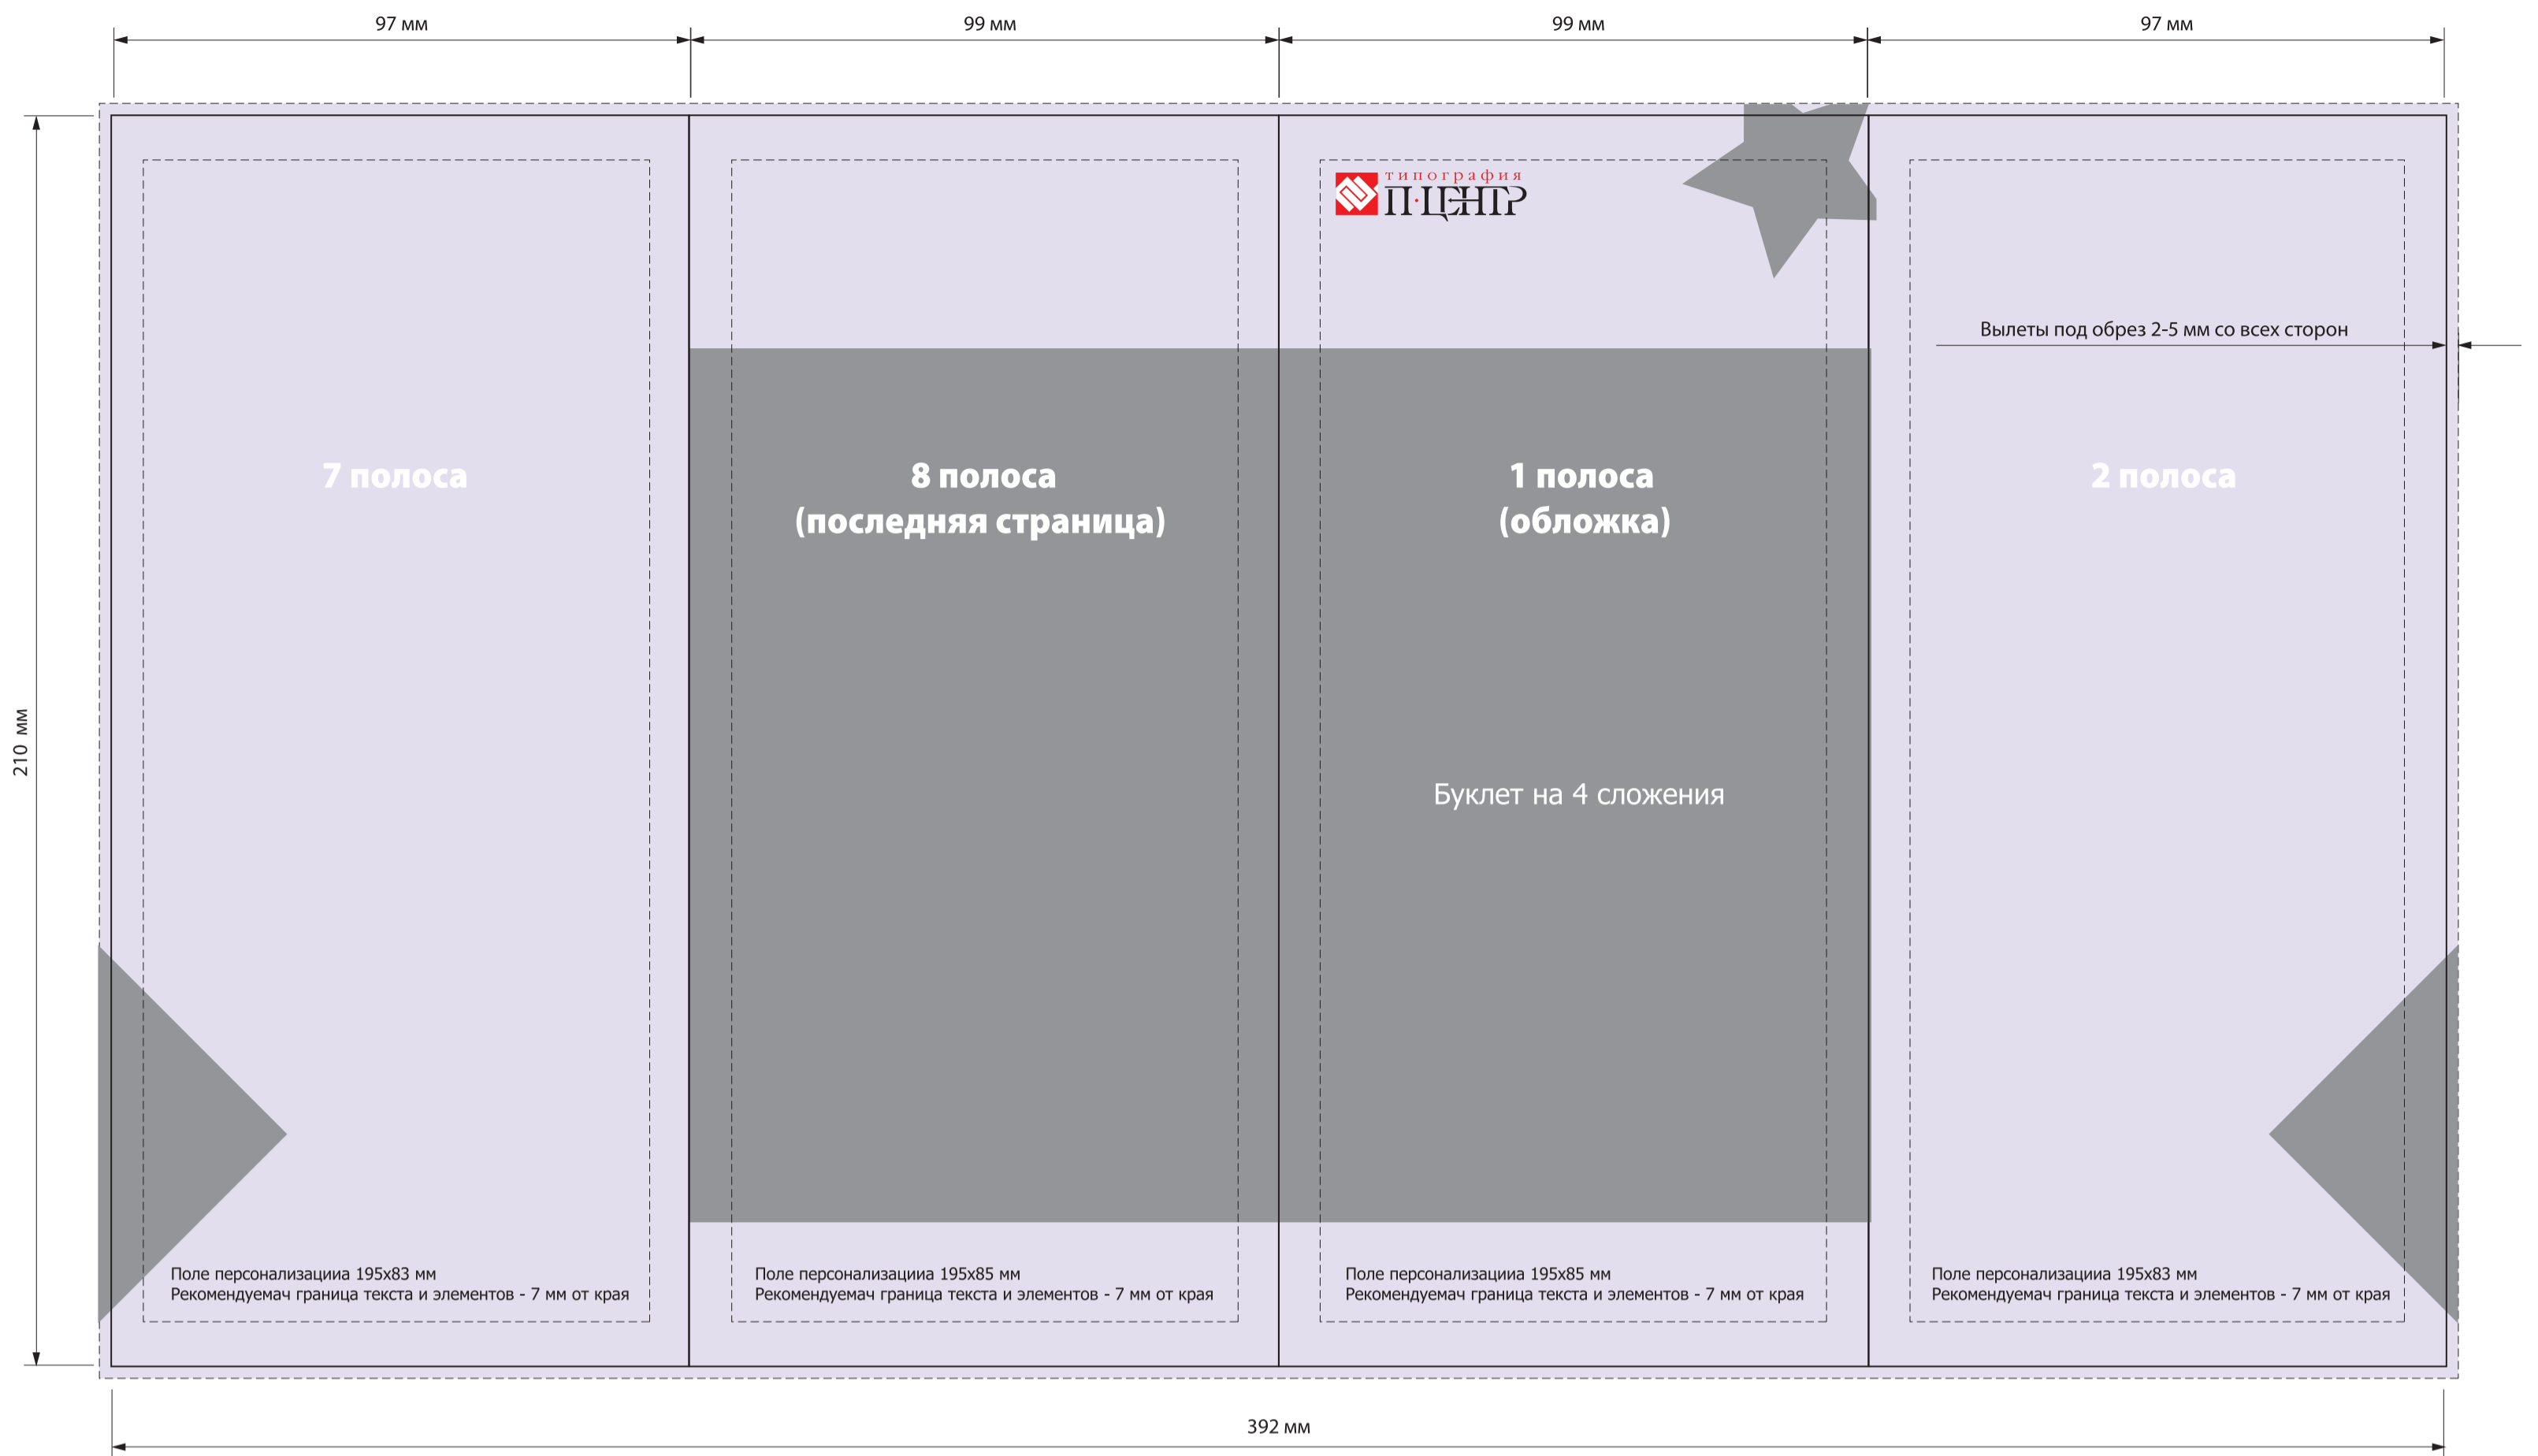 97 мм
99 мм
99 мм
97 мм
типография
П·ЦЕНТР
Вылеты под обрез 2-5 мм со всех сторон
7 полоса
8 полоса
(последняя страница)
1 полоса
(обложка)
2 полоса
210 мм
Буклет на 4 сложения
Поле персонализациија 195х83 мм
Рекомендуемач граница текста и элементов - 7 мм от края
Поле персонализацииа 195х85 мм
Рекомендуемач граница текста и элементов - 7 мм от края
Поле персонализацииа 195х85 мм
Рекомендуемач граница текста и элементов - 7 мм от края
Поле персонализацииа 195х83 мм
Рекомендуемач граница текста и элементов - 7 мм от края
392 мм